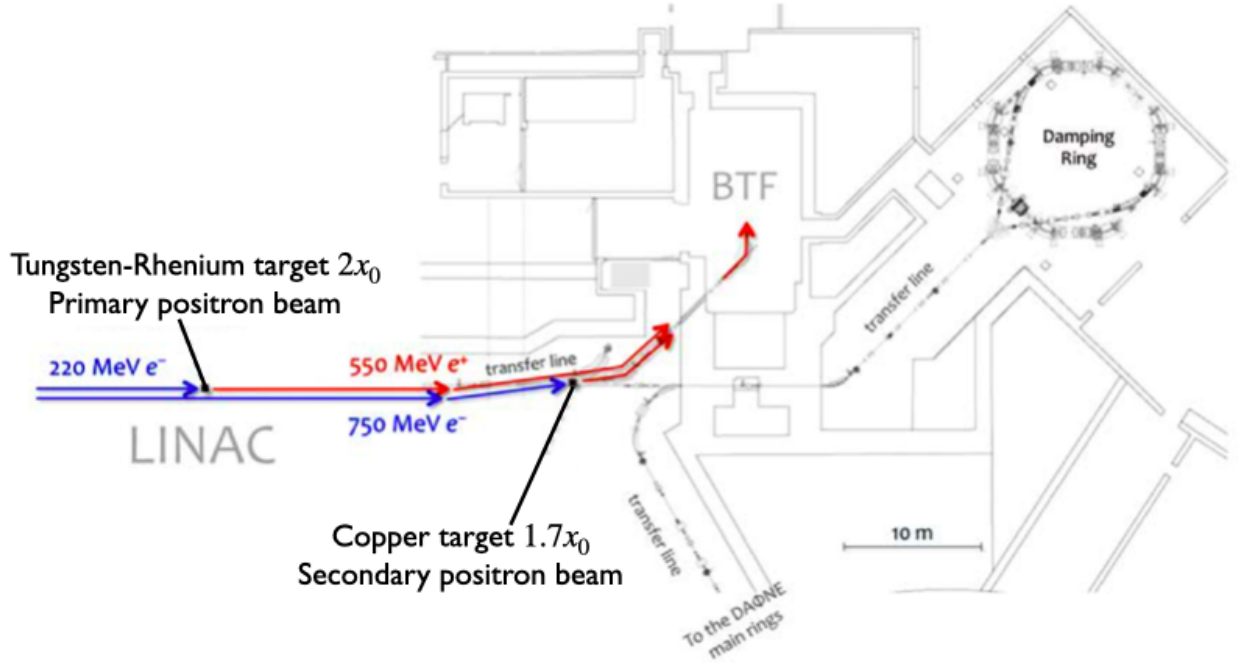 Damping
Ring
BTF
Tungsten-Rhenium target 2x₀
Primary positron beam
transfer line
220 MeV e⁻
550 MeV e⁺
transfer line
750 MeV e⁻
LINAC
Copper target 1.7x₀
Secondary positron beam
transfer line
10 m
To the DAΦNE
main rings